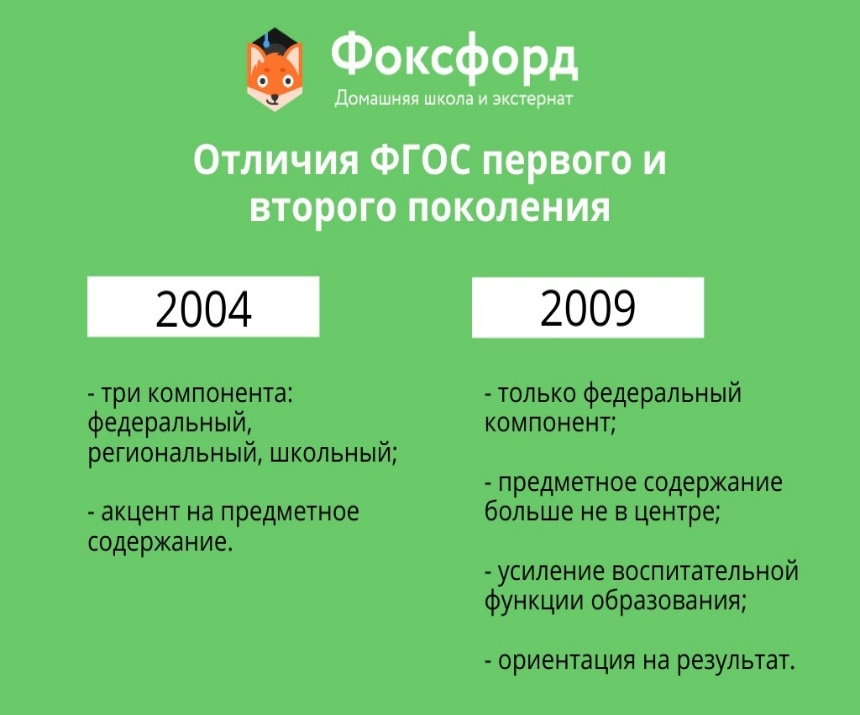 Фоксфорд
Домашняя школа и экстернат
Отличия ФГОС первого и
второго поколения
2004
- три компонента:
федеральный,
региональный, школьный;
- акцент на предметное
содержание.
2009
- только федеральный
компонент;
- предметное содержание
больше не в центре;
- усиление воспитательной
функции образования;
- ориентация на результат.